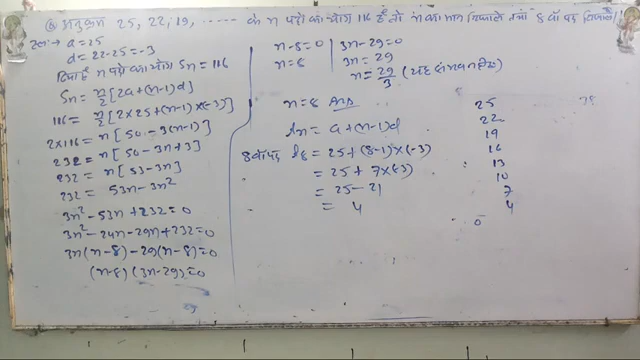 अनुक्रम 25, 22, 19, ...... के n पदों का योग 116 है तो n का मान निकाले तथा 8 वाँ पद निकाले
हल:- a = 25
d = 22-25 = -3
दिया है n पदों का योग Sn = 116
Sn = n/2 [2a+(n-1)d]
116 = n/2 [2×25+(n-1)×(-3)]
2×116 = n[50-3(n-1)]
232 = n[50-3n+3]
232 = n[53-3n]
232 = 53n-3n²
3n²-53n+232=0
3n²-24n-29n+232=0
3n(n-8)-29(n-8)=0
(n-8)(3n-29)=0
n-8=0 | 3n-29=0
n=8 | 3n=29
n = 29/3 (यह संभव नहीं है)
n=8 Ans
dn = a+(n-1)d
8 वाँ पद d8 = 25+(8-1)×(-3)
= 25+7×(-3)
= 25-21
= 4
25
22
19
16
13
10
7
4